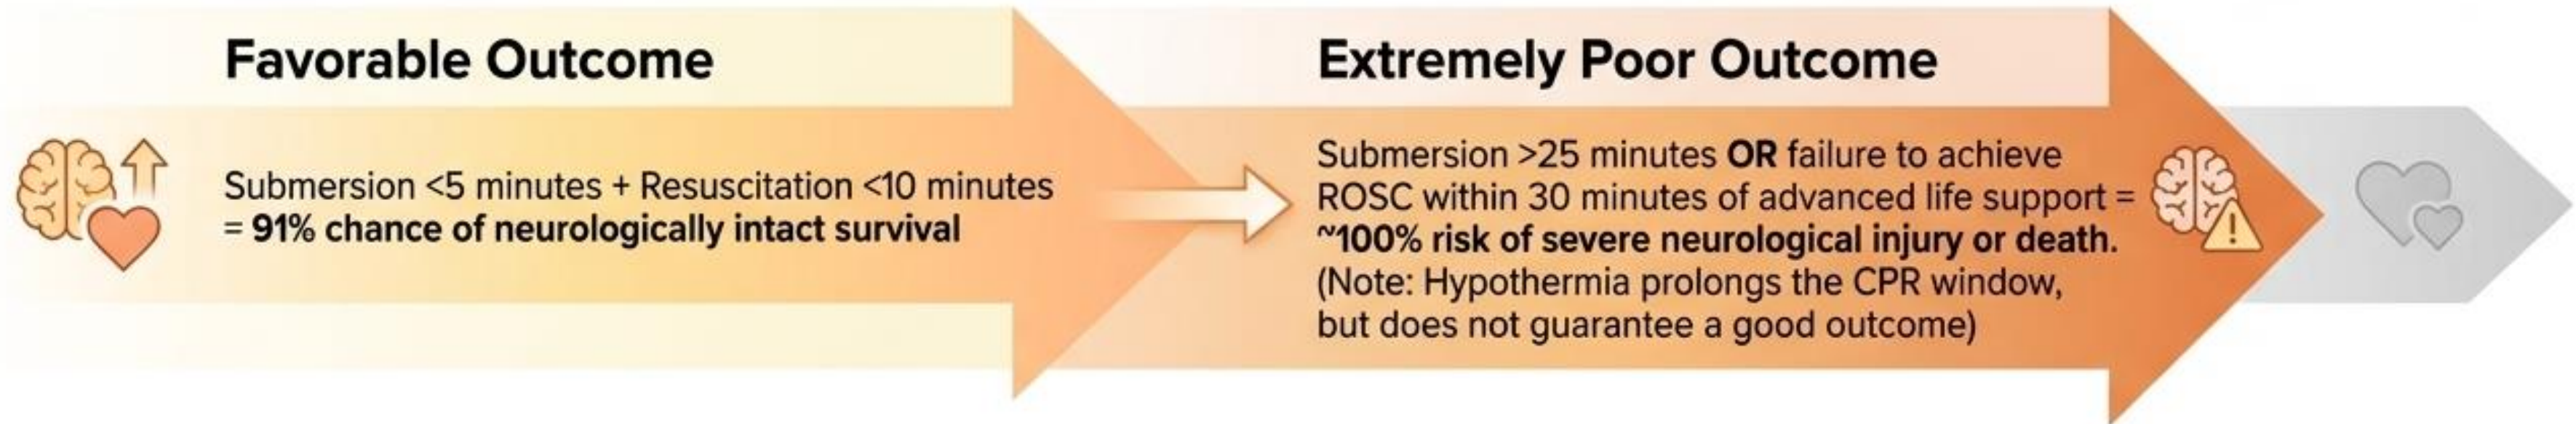 Favorable Outcome
Submersion <5 minutes + Resuscitation <10 minutes
= 91% chance of neurologically intact survival
Extremely Poor Outcome
Submersion >25 minutes OR failure to achieve
ROSC within 30 minutes of advanced life support =
~100% risk of severe neurological injury or death.
(Note: Hypothermia prolongs the CPR window,
but does not guarantee a good outcome)